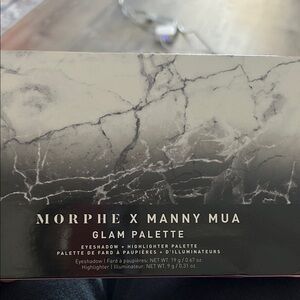 MORPHE X MANNY MUA
GLAM PALETTE
EYESHADOW + HIGHLIGHTER PALETTE
PALETTE DE FARD À PAUPIÈRES + D'ILLUMINATEURS
Eyeshadow | Fard à paupières: NET WT. 19 g / 0.67 oz.
Highlighter | Illuminateur: NET WT. 9 g / 0.31 oz.